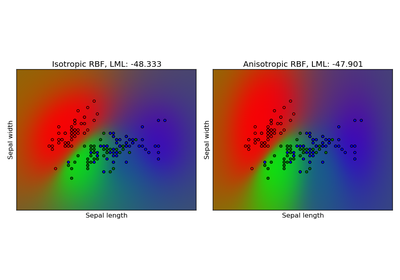 Isotropic RBF, LML: -48.333
Sepal width
Sepal length
Anisotropic RBF, LML: -47.901
Sepal width
Sepal length